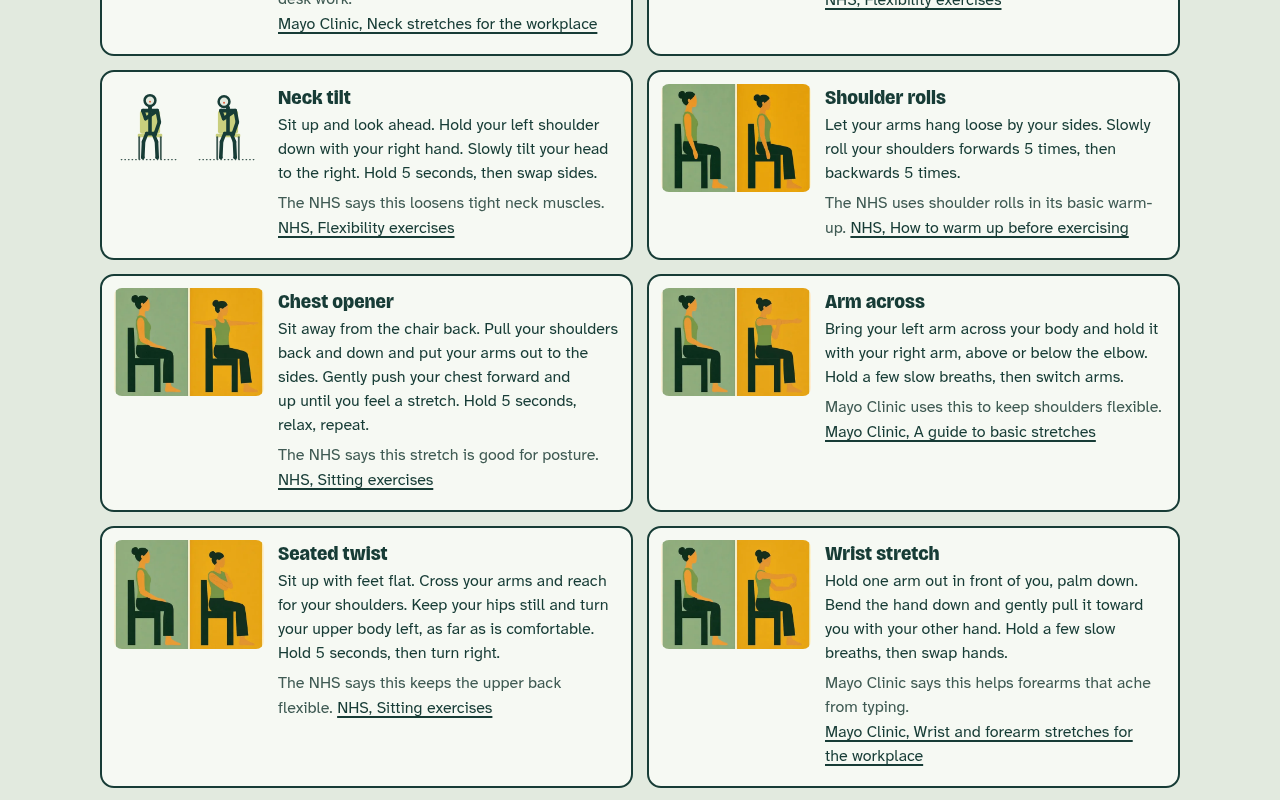 desk work.
Mayo Clinic, Neck stretches for the workplace
NHS, Flexibility exercises
Neck tilt
Sit up and look ahead. Hold your left shoulder
down with your right hand. Slowly tilt your head
to the right. Hold 5 seconds, then swap sides.
The NHS says this loosens tight neck muscles.
NHS, Flexibility exercises
Shoulder rolls
Let your arms hang loose by your sides. Slowly
roll your shoulders forwards 5 times, then
backwards 5 times.
The NHS uses shoulder rolls in its basic warm-
up. NHS, How to warm up before exercising
Chest opener
Sit away from the chair back. Pull your shoulders
back and down and put your arms out to the
sides. Gently push your chest forward and
up until you feel a stretch. Hold 5 seconds,
relax, repeat.
The NHS says this stretch is good for posture.
NHS, Sitting exercises
Arm across
Bring your left arm across your body and hold it
with your right arm, above or below the elbow.
Hold a few slow breaths, then switch arms.
Mayo Clinic uses this to keep shoulders flexible.
Mayo Clinic, A guide to basic stretches
Seated twist
Sit up with feet flat. Cross your arms and reach
for your shoulders. Keep your hips still and turn
your upper body left, as far as is comfortable.
Hold 5 seconds, then turn right.
The NHS says this keeps the upper back
flexible. NHS, Sitting exercises
Wrist stretch
Hold one arm out in front of you, palm down.
Bend the hand down and gently pull it toward
you with your other hand. Hold a few slow
breaths, then swap hands.
Mayo Clinic says this helps forearms that ache
from typing.
Mayo Clinic, Wrist and forearm stretches for
the workplace